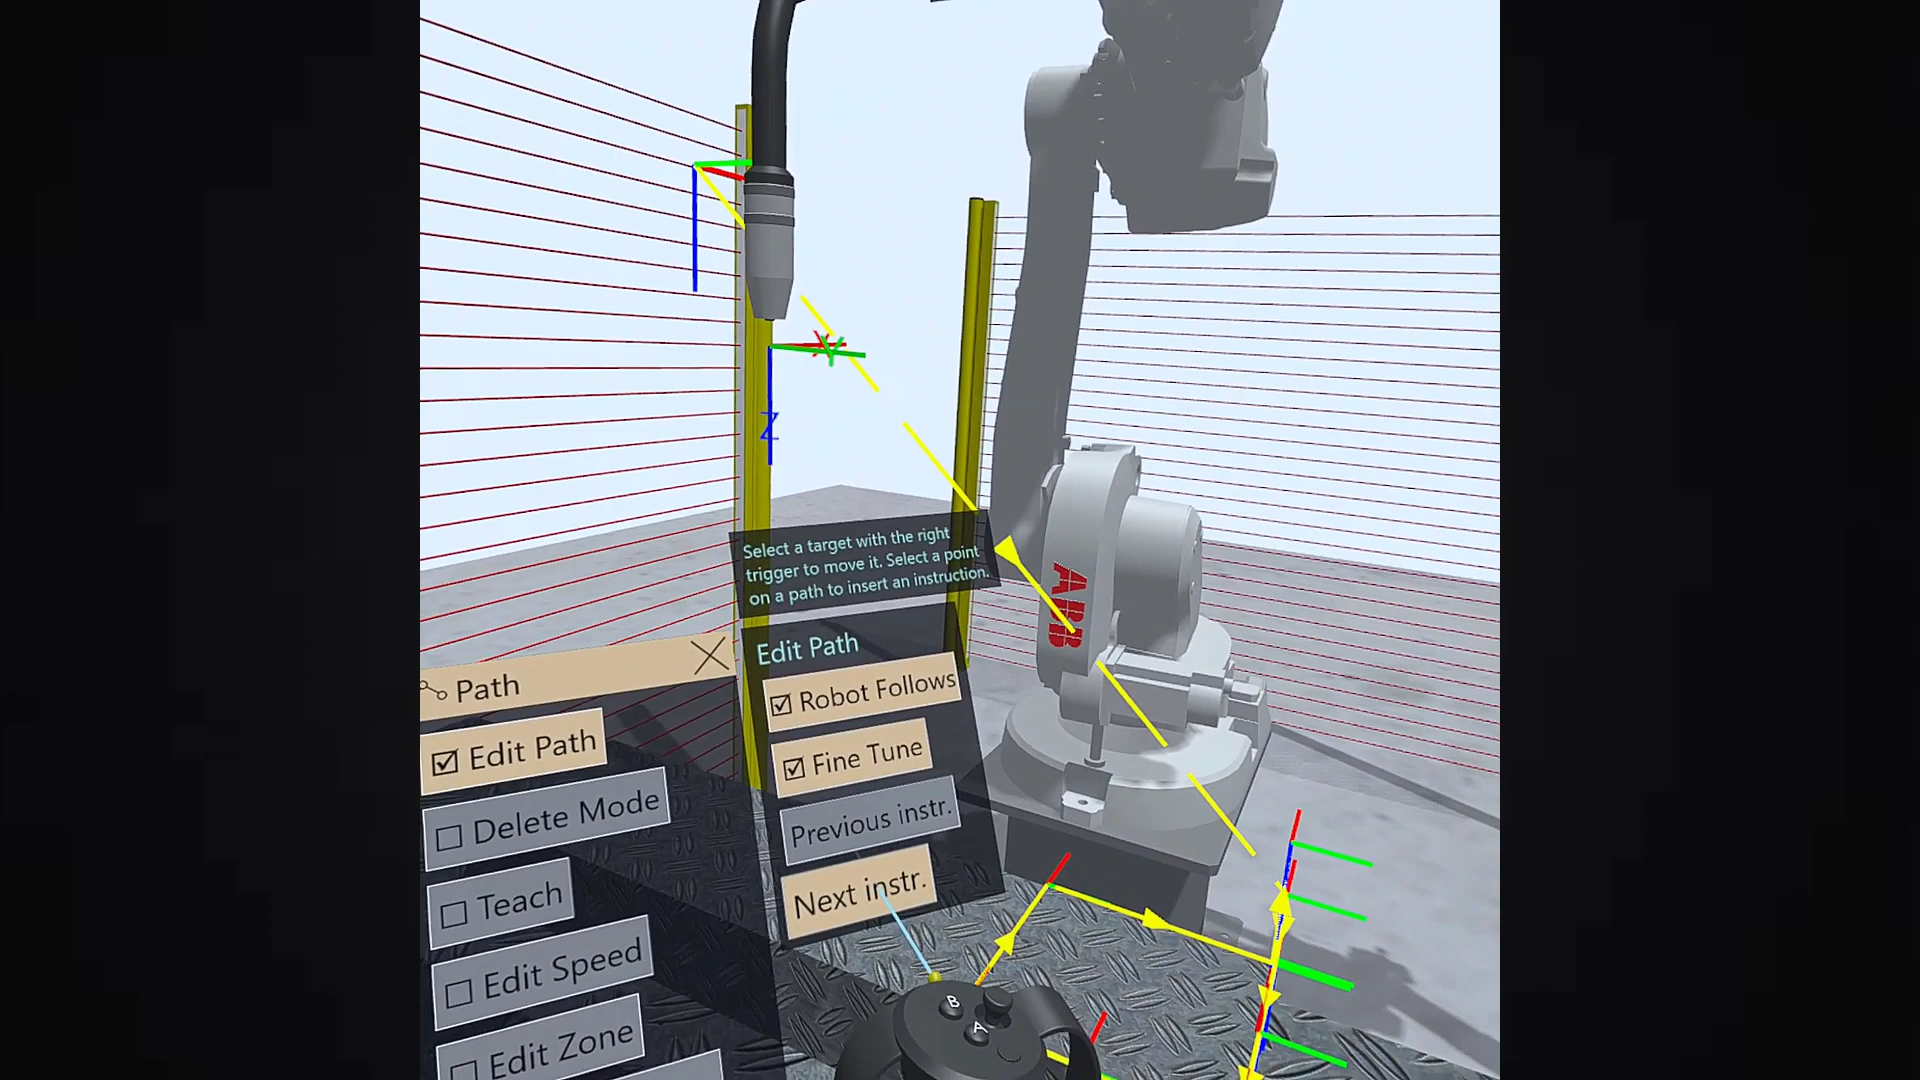 Select a target with the right
trigger to move it. Select a point
on a path to insert an instruction.
Edit Path
Robot Follows
Fine Tune
Previous instr.
Next instr.
Path
Edit Path
Delete Mode
Teach
Edit Speed
Edit Zone
ABB
X
Y
Z
B
A